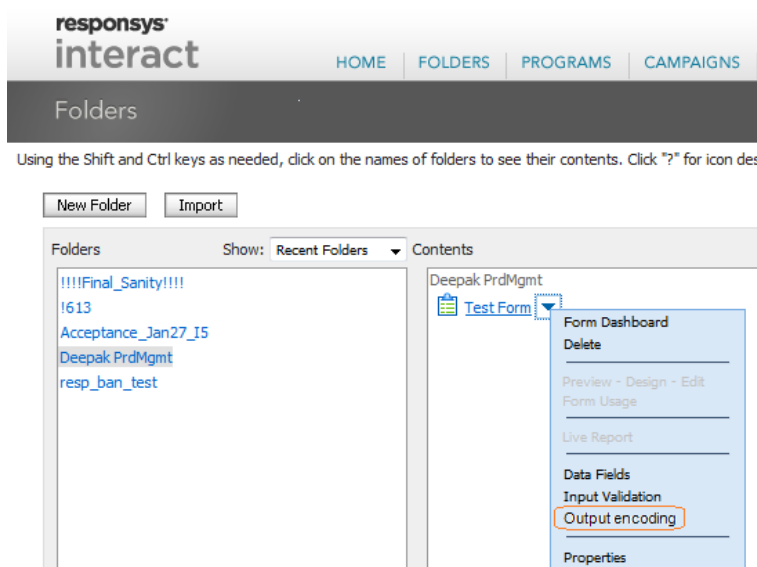 responsys
interact
HOME FOLDERS PROGRAMS CAMPAIGNS
Folders
Using the Shift and Ctrl keys as needed, click on the names of folders to see their contents. Click "?" for icon des
New Folder Import
Folders Show: Recent Folders Contents
!!!!Final_Sanity!!!!
!613
Acceptance_Jan27_I5
Deepak PrdMgmt
resp_ban_test
Deepak PrdMgmt
Test Form
Form Dashboard
Delete
Preview - Design - Edit
Form Usage
Live Report
Data Fields
Input Validation
Output encoding
Properties